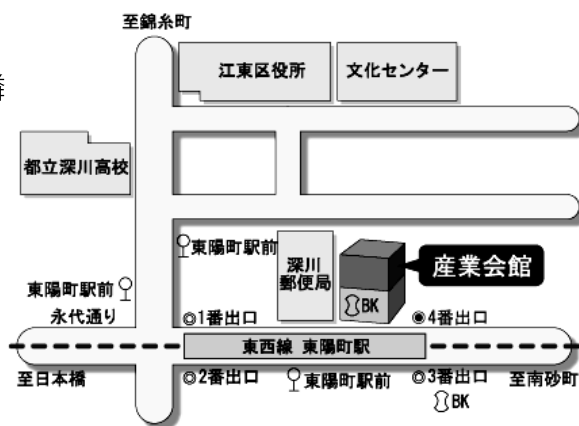 至錦糸町
江東区役所
文化センター
都立深川高校
東陽町駅前
深川
郵便局
産業会館
BK
東陽町駅前
永代通り
◎1番出口
◉4番出口
東西線 東陽町駅
至日本橋
◎2番出口
東陽町駅前
◎3番出口
至南砂町
BK